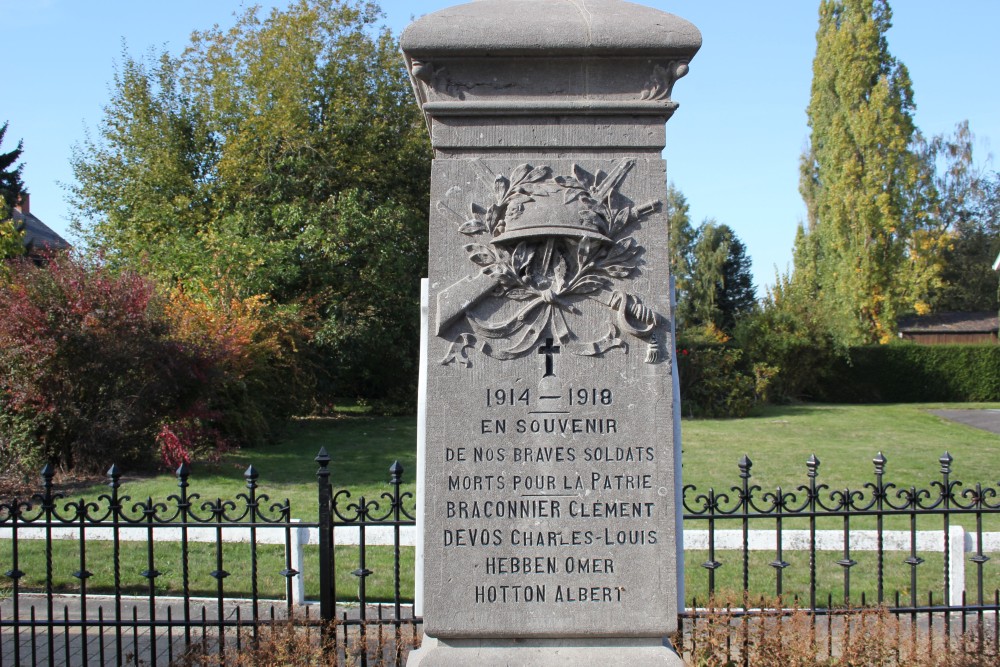 1914 — 1918
EN SOUVENIR
DE NOS BRAVES SOLDATS
MORTS POUR LA PATRIE
BRACONNIER CLÉMENT
DEVOS CHARLES-LOUIS
HEBBEN OMER
HOTTON ALBERT